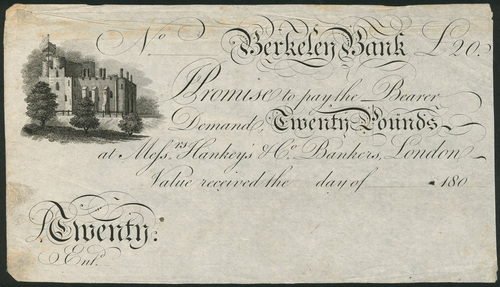 No. Berkeley Bank £20.
Promise to pay the Bearer
Demand, Twenty Pounds
at Messrs. Hankeys & Co. Bankers, London
Value received the day of 180
£Twenty.
Entd.